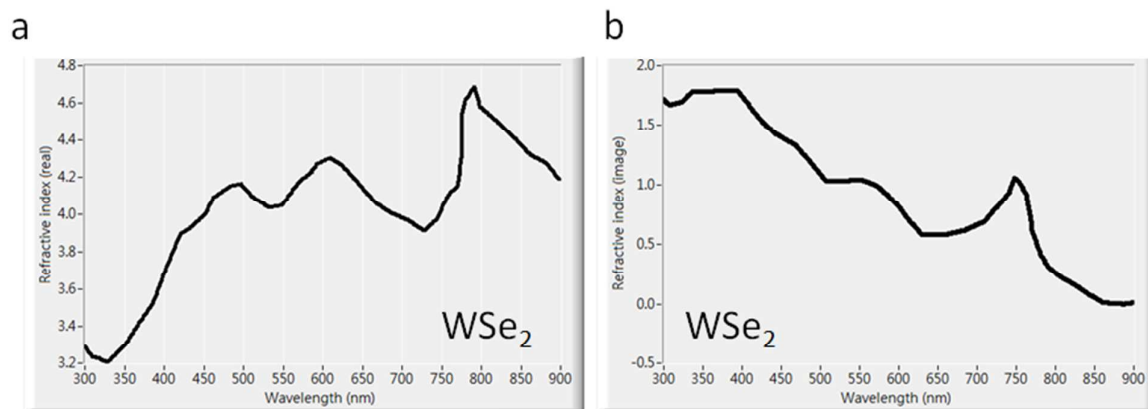 a
4.8
4.6
4.4
4.2
4.0
3.8
3.6
3.4
3.2
Refractive index (real)
300 350 400 450 500 550 600 650 700 750 800 850 900
Wavelength (nm)
WSe₂
b
2.0
1.5
1.0
0.5
0.0
-0.5
Refractive index (image)
300 350 400 450 500 550 600 650 700 750 800 850 900
Wavelength (nm)
WSe₂